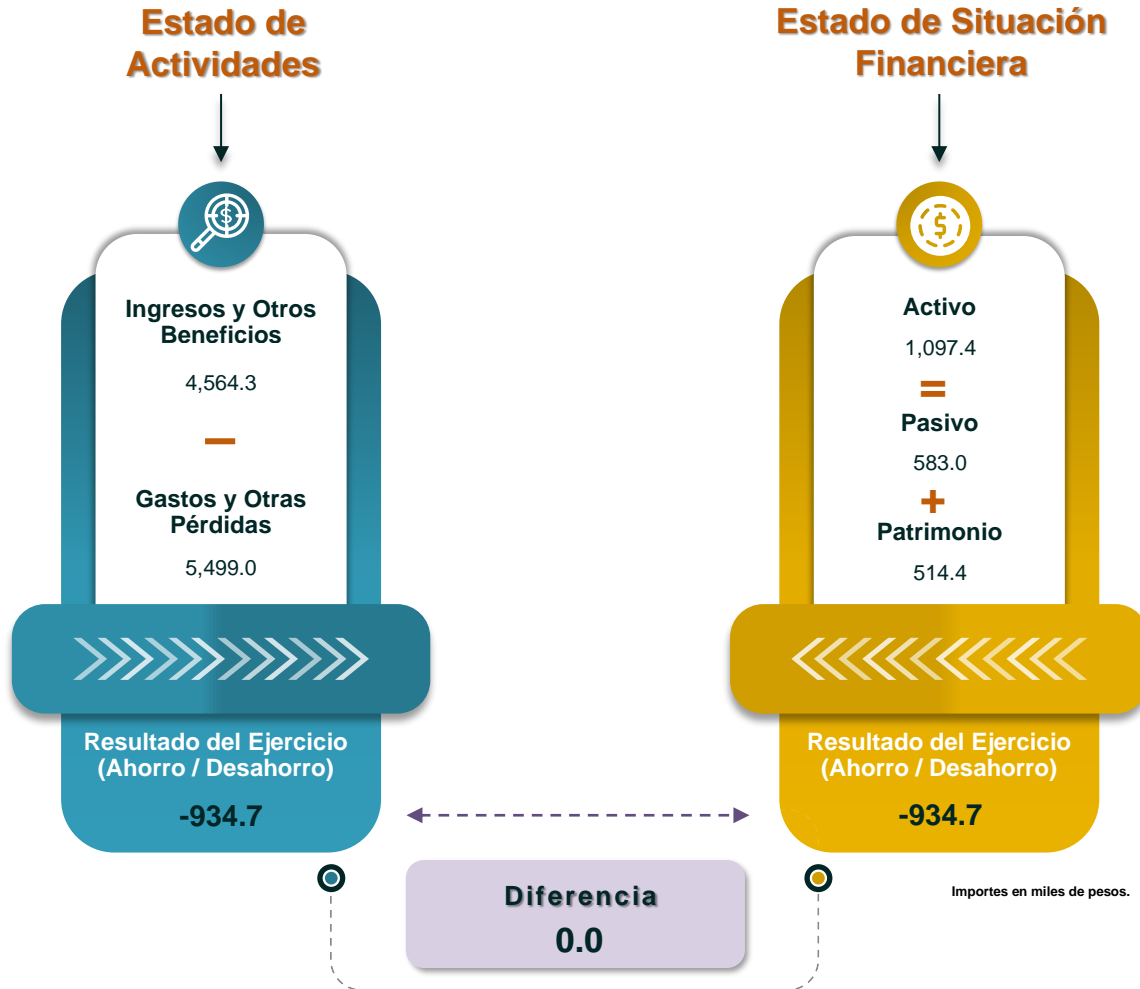 Estado de
Actividades
$
Ingresos y Otros
Beneficios
4,564.3
–
Gastos y Otras
Pérdidas
5,499.0
Resultado del Ejercicio
(Ahorro / Desahorro)
-934.7
Estado de Situación
Financiera
$
Activo
1,097.4
=
Pasivo
583.0
+
Patrimonio
514.4
Resultado del Ejercicio
(Ahorro / Desahorro)
-934.7
Diferencia
0.0
Importes en miles de pesos.